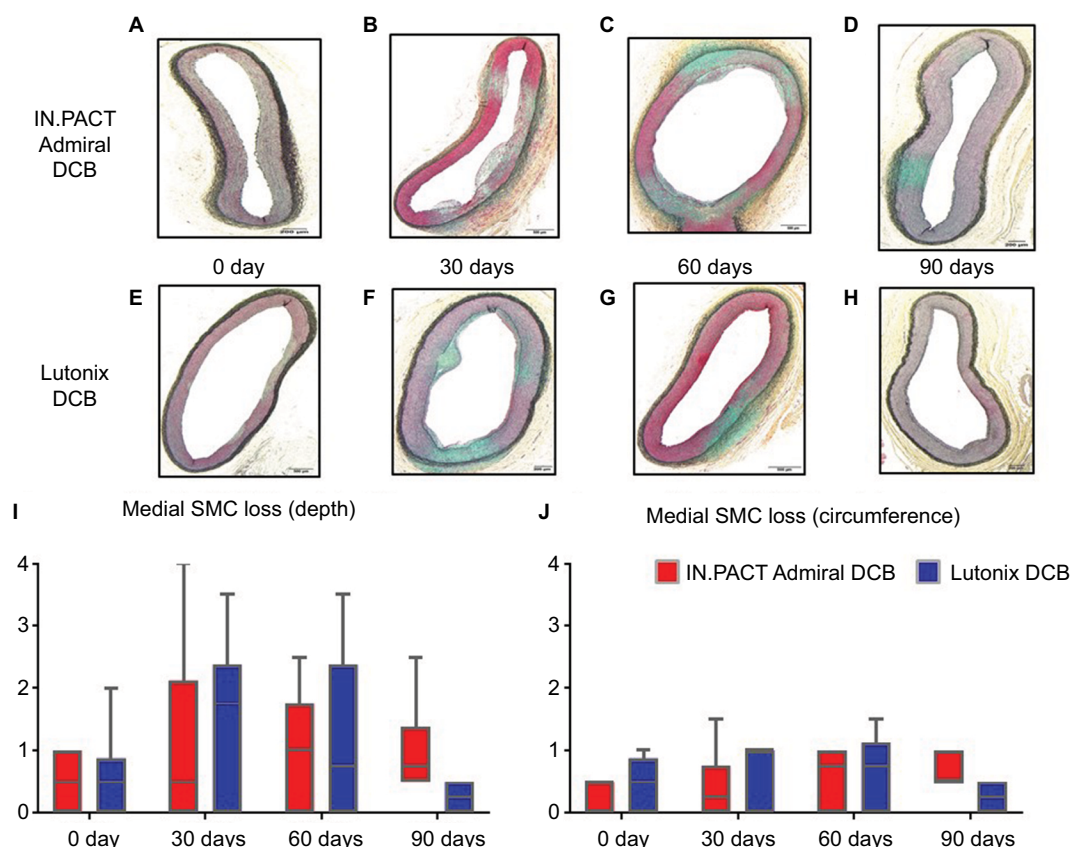 A
B
C
D
IN.PACT
Admiral
DCB
0 day
30 days
60 days
90 days
E
F
G
H
Lutonix
DCB
I
Medial SMC loss (depth)
4
3
2
1
0
0 day
30 days
60 days
90 days
J
Medial SMC loss (circumference)
IN.PACT Admiral DCB
Lutonix DCB
4
3
2
1
0
0 day
30 days
60 days
90 days